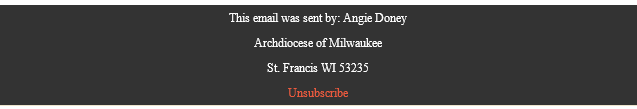 This email was sent by: Angie Doney
Archdiocese of Milwaukee
St. Francis WI 53235
Unsubscribe